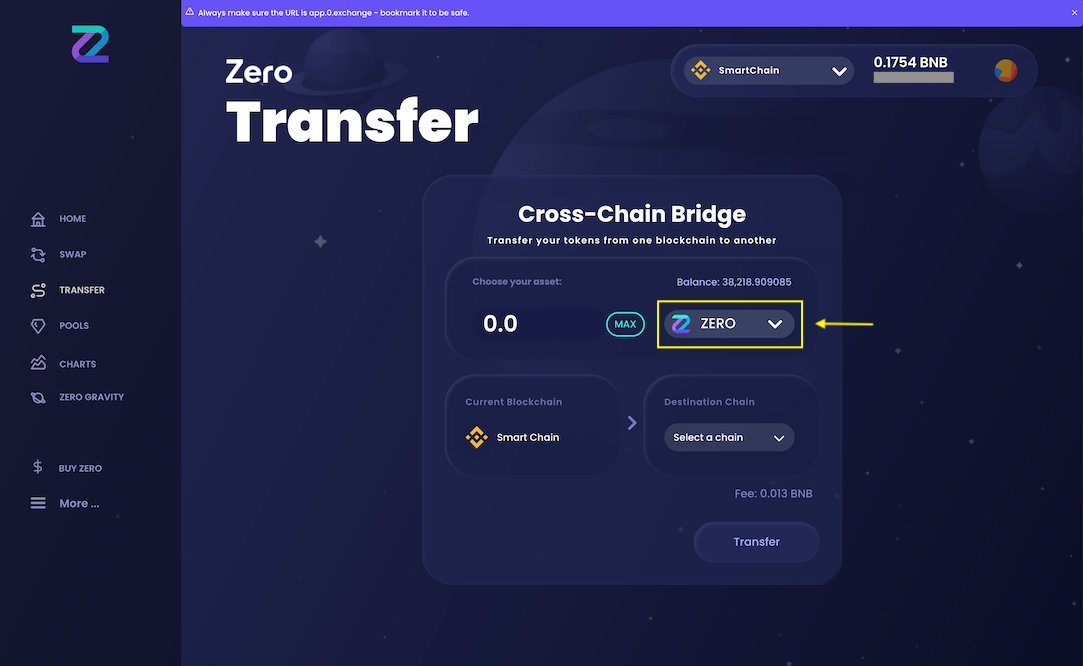 Always make sure the URL is app.0.exchange - bookmark it to be safe.
Zero
Transfer
SmartChain
0.1754 BNB
HOME
SWAP
TRANSFER
POOLS
CHARTS
ZERO GRAVITY
BUY ZERO
More ...
Cross-Chain Bridge
Transfer your tokens from one blockchain to another
Choose your asset:
Balance: 38,218.909085
0.0
MAX
ZERO
Current Blockchain
Smart Chain
Destination Chain
Select a chain
Fee: 0.013 BNB
Transfer